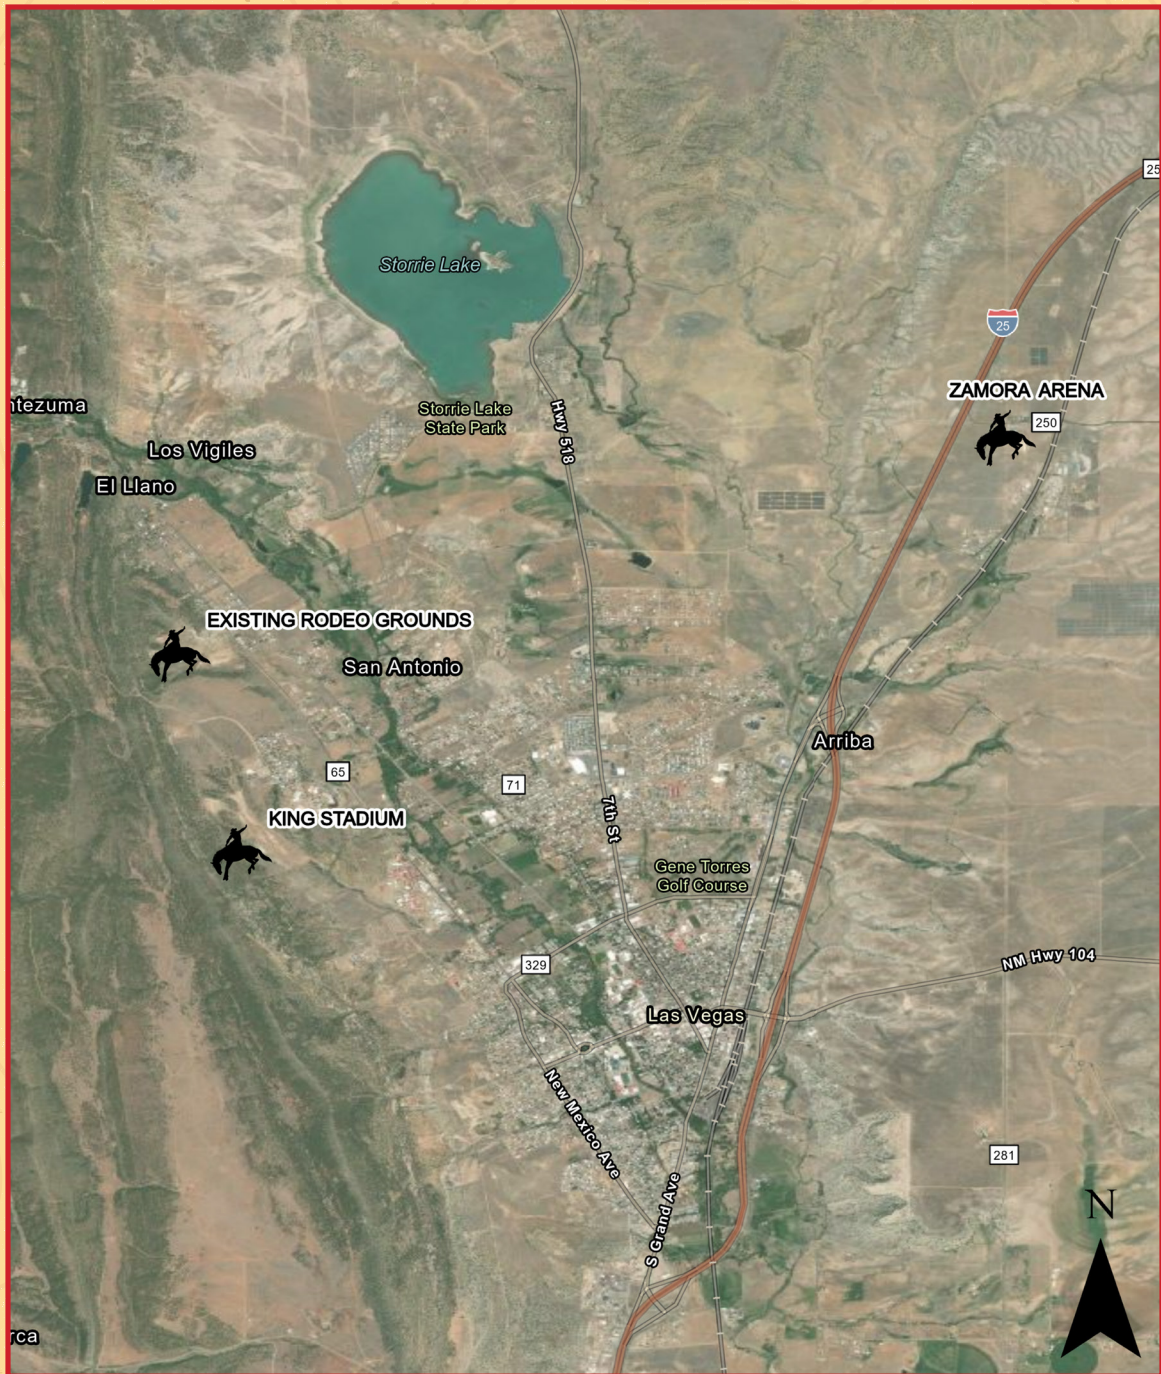 25
Storrie Lake
25
ZAMORA ARENA
250
ntezuma
Storrie Lake
State Park
Hwy 518
Los Vigiles
El Llano
EXISTING RODEO GROUNDS
San Antonio
Arriba
65
71
KING STADIUM
7th St
Gene Torres
Golf Course
329
NM Hwy 104
Las Vegas
New Mexico Ave
281
S Grand Ave
N
rca